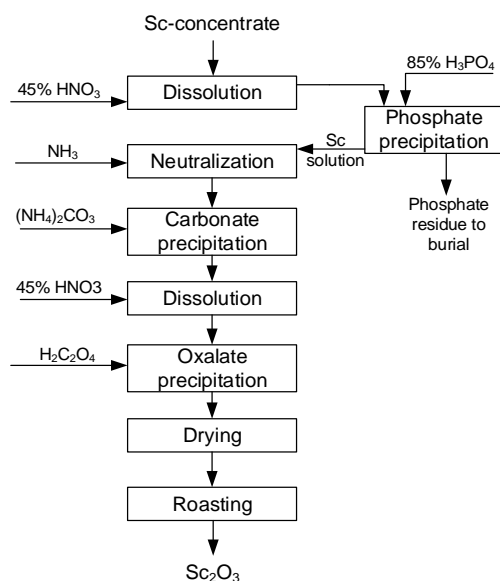 Sc-concentrate
45% HNO₃
Dissolution
85% H₃PO₄
Phosphate
precipitation
Sc
solution
Phosphate
residue to
burial
NH₃
Neutralization
(NH₄)₂CO₃
Carbonate
precipitation
45% HNO3
Dissolution
H₂C₂O₄
Oxalate
precipitation
Drying
Roasting
Sc₂O₃